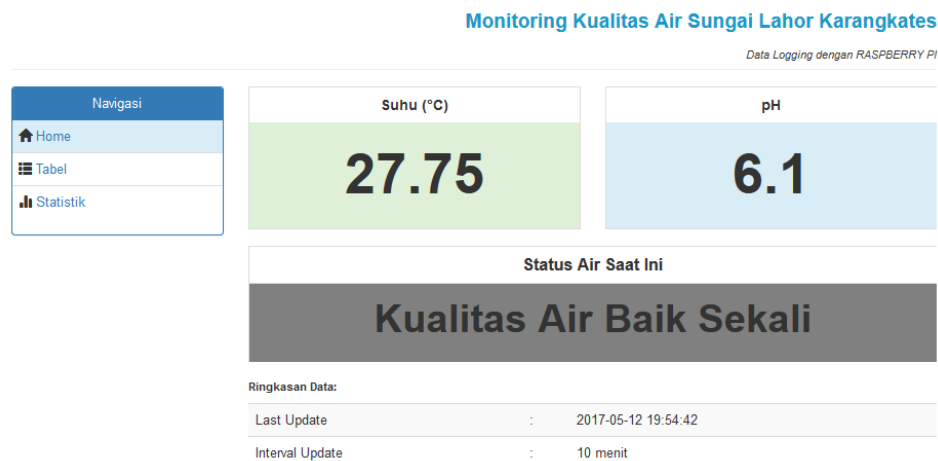 Monitoring Kualitas Air Sungai Lahor Karangkates
Data Logging dengan RASPBERRY PI
Navigasi
Home
Tabel
Statistik
Suhu (°C)
27.75
pH
6.1
Status Air Saat Ini
Kualitas Air Baik Sekali
Ringkasan Data:
Last Update : 2017-05-12 19:54:42
Interval Update : 10 menit